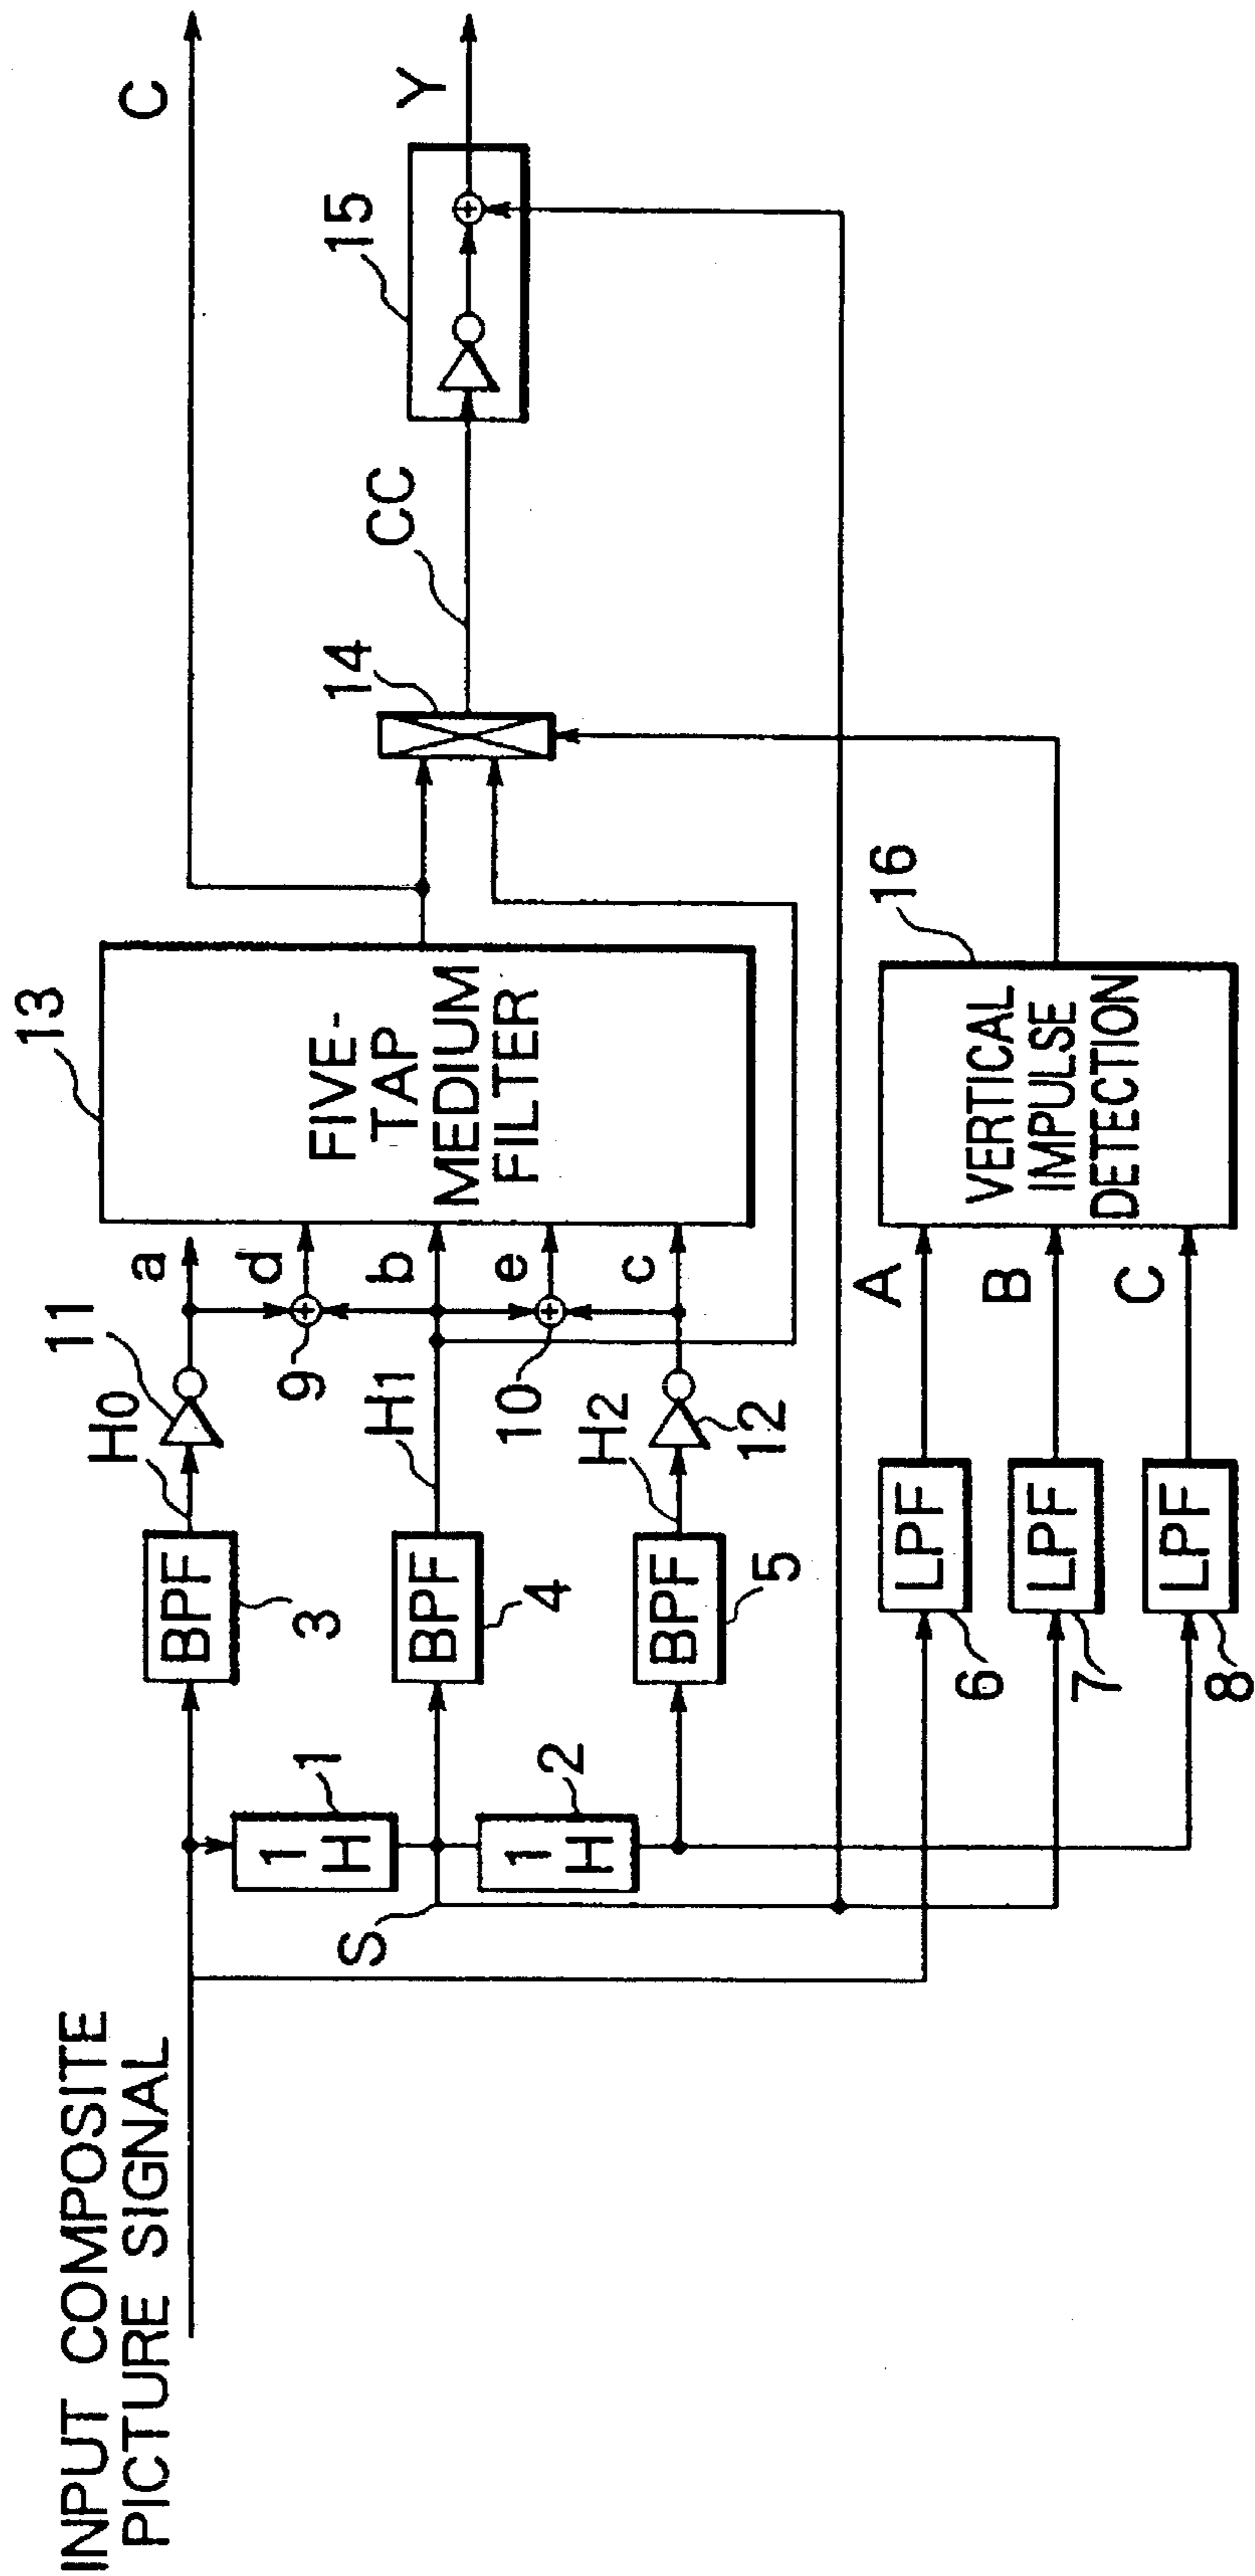 INPUT COMPOSITE
PICTURE SIGNAL
S
1
1
H
2
1
H
BPF
3
BPF
4
BPF
5
H0
11
H1
H2
12
9
10
a
d
b
e
c
13
FIVE-
TAP
MEDIUM
FILTER
14
CC
15
C
Y
LPF
6
LPF
7
LPF
8
A
B
C
16
VERTICAL
IMPULSE
DETECTION